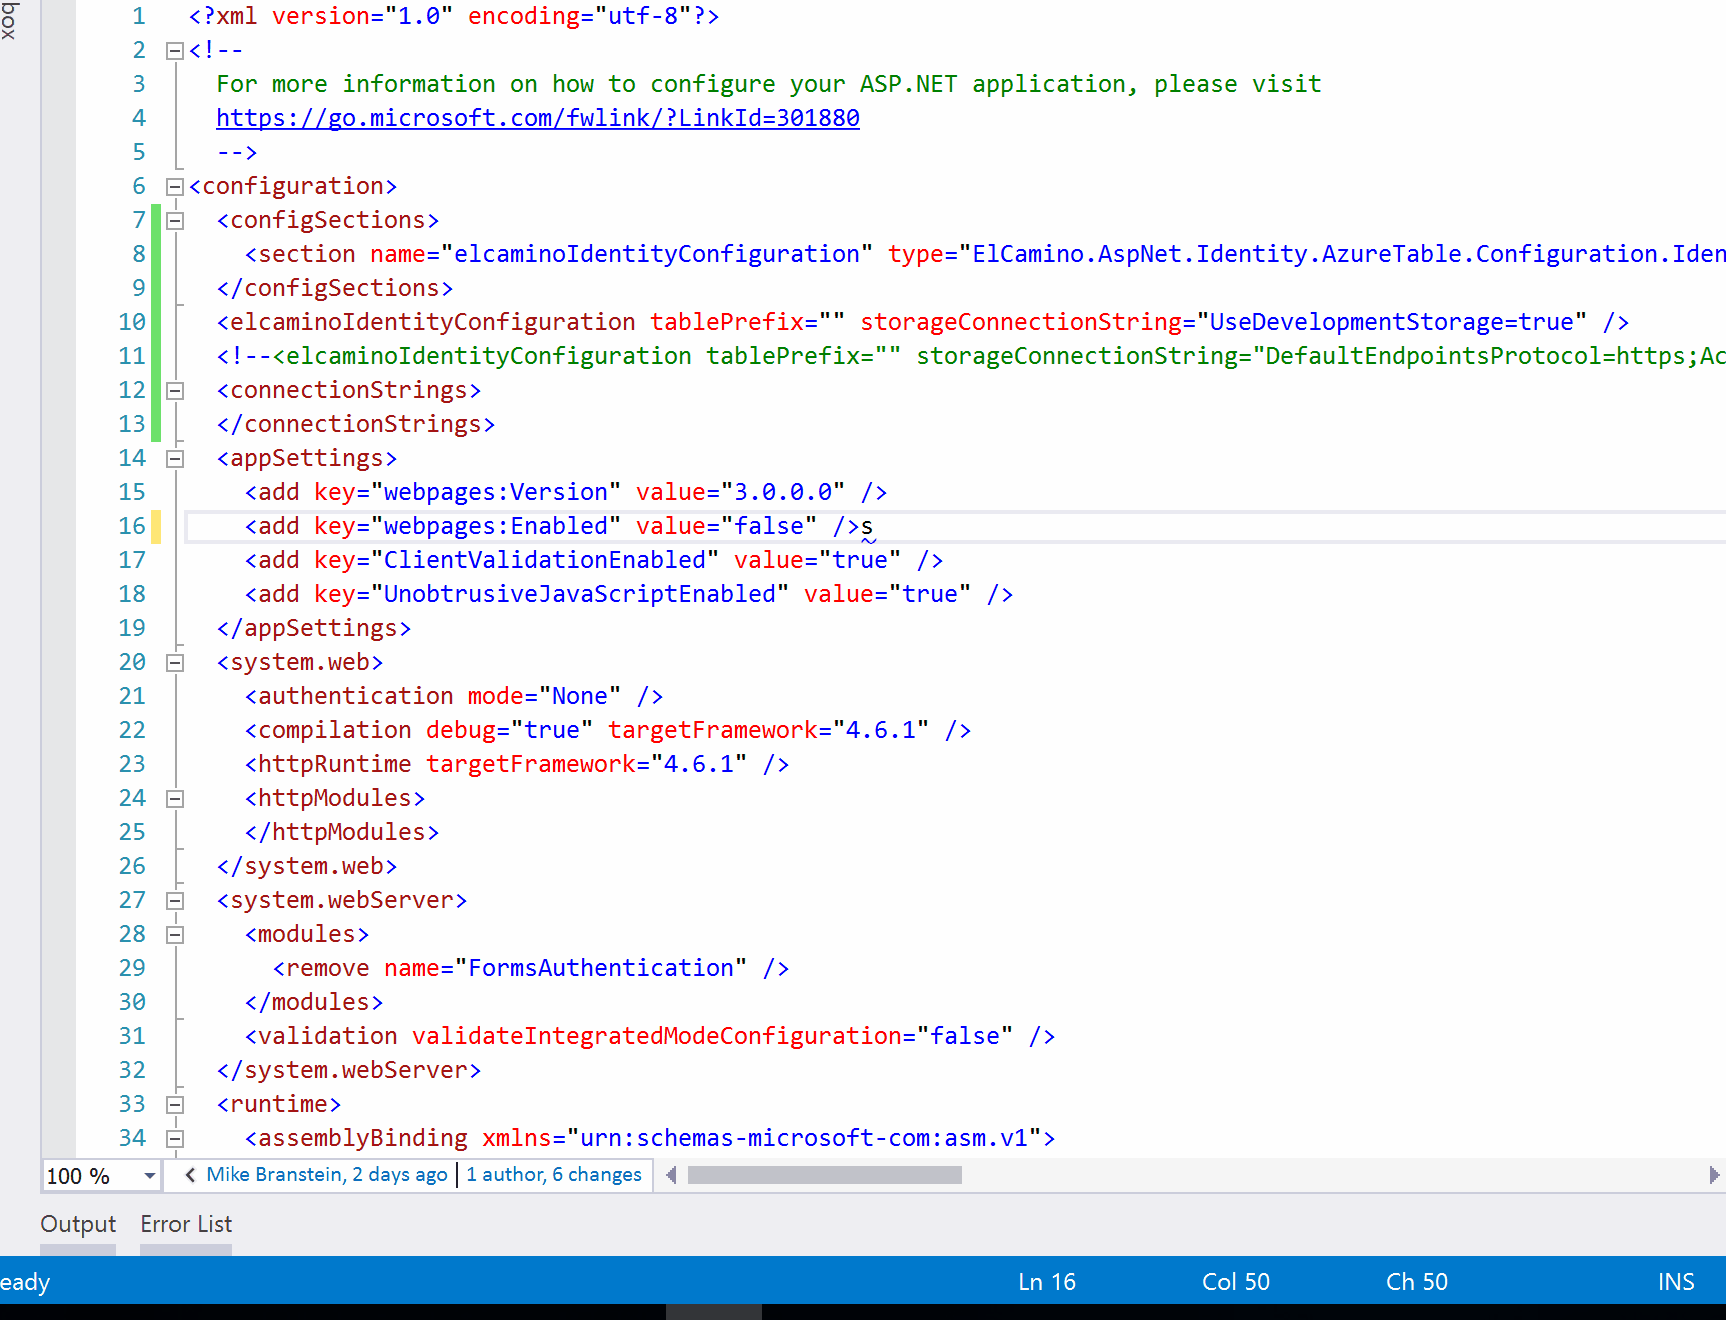 box
1 <?xml version="1.0" encoding="utf-8"?>
2 <!--
3 For more information on how to configure your ASP.NET application, please visit
4 https://go.microsoft.com/fwlink/?LinkId=301880
5 -->
6 <configuration>
7 <configSections>
8 <section name="elcaminoIdentityConfiguration" type="ElCamino.AspNet.Identity.AzureTable.Configuration.Iden
9 </configSections>
10 <elcaminoIdentityConfiguration tablePrefix="" storageConnectionString="UseDevelopmentStorage=true" />
11 <!--<elcaminoIdentityConfiguration tablePrefix="" storageConnectionString="DefaultEndpointsProtocol=https;Ac
12 <connectionStrings>
13 </connectionStrings>
14 <appSettings>
15 <add key="webpages:Version" value="3.0.0.0" />
16 <add key="webpages:Enabled" value="false" />s
17 <add key="ClientValidationEnabled" value="true" />
18 <add key="UnobtrusiveJavaScriptEnabled" value="true" />
19 </appSettings>
20 <system.web>
21 <authentication mode="None" />
22 <compilation debug="true" targetFramework="4.6.1" />
23 <httpRuntime targetFramework="4.6.1" />
24 <httpModules>
25 </httpModules>
26 </system.web>
27 <system.webServer>
28 <modules>
29 <remove name="FormsAuthentication" />
30 </modules>
31 <validation validateIntegratedModeConfiguration="false" />
32 </system.webServer>
33 <runtime>
34 <assemblyBinding xmlns="urn:schemas-microsoft-com:asm.v1">
100 % Mike Branstein, 2 days ago | 1 author, 6 changes
Output Error List
eady Ln 16 Col 50 Ch 50 INS